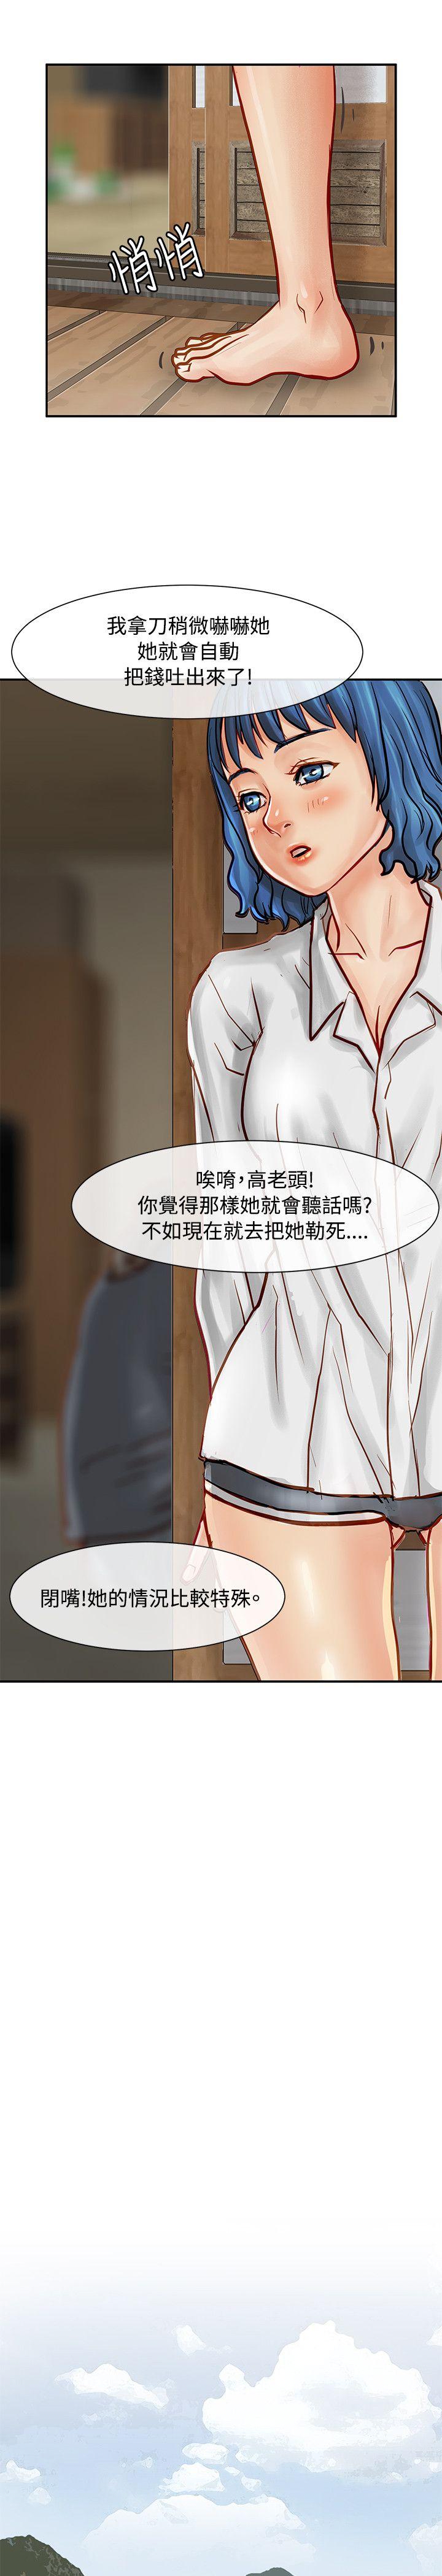 悄悄
我拿刀稍微嚇嚇她
她就會自動
把錢吐出來了!
唉唷,高老頭!
你覺得那樣她就會聽話嗎?
不如現在就去把她勒死....
閉嘴!她的情況比較特殊。